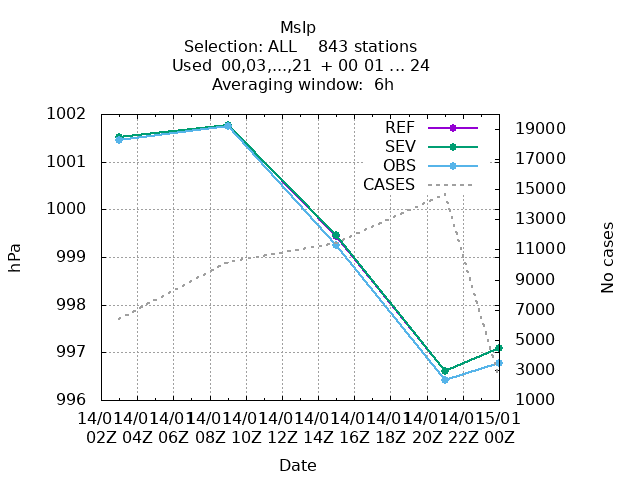 Mslp
Selection: ALL    843 stations
Used  00,03,...,21  + 00 01 ... 24
Averaging window:  6h
1002
1001
1000
999
998
997
996
hPa
REF
SEV
OBS
CASES
19000
17000
15000
13000
11000
9000
7000
5000
3000
1000
No cases
14/01 14/01 14/01 14/01 14/01 14/01 14/01 14/01 14/01 14/01 14/01 15/01
02Z 04Z 06Z 08Z 10Z 12Z 14Z 16Z 18Z 20Z 22Z 00Z
Date